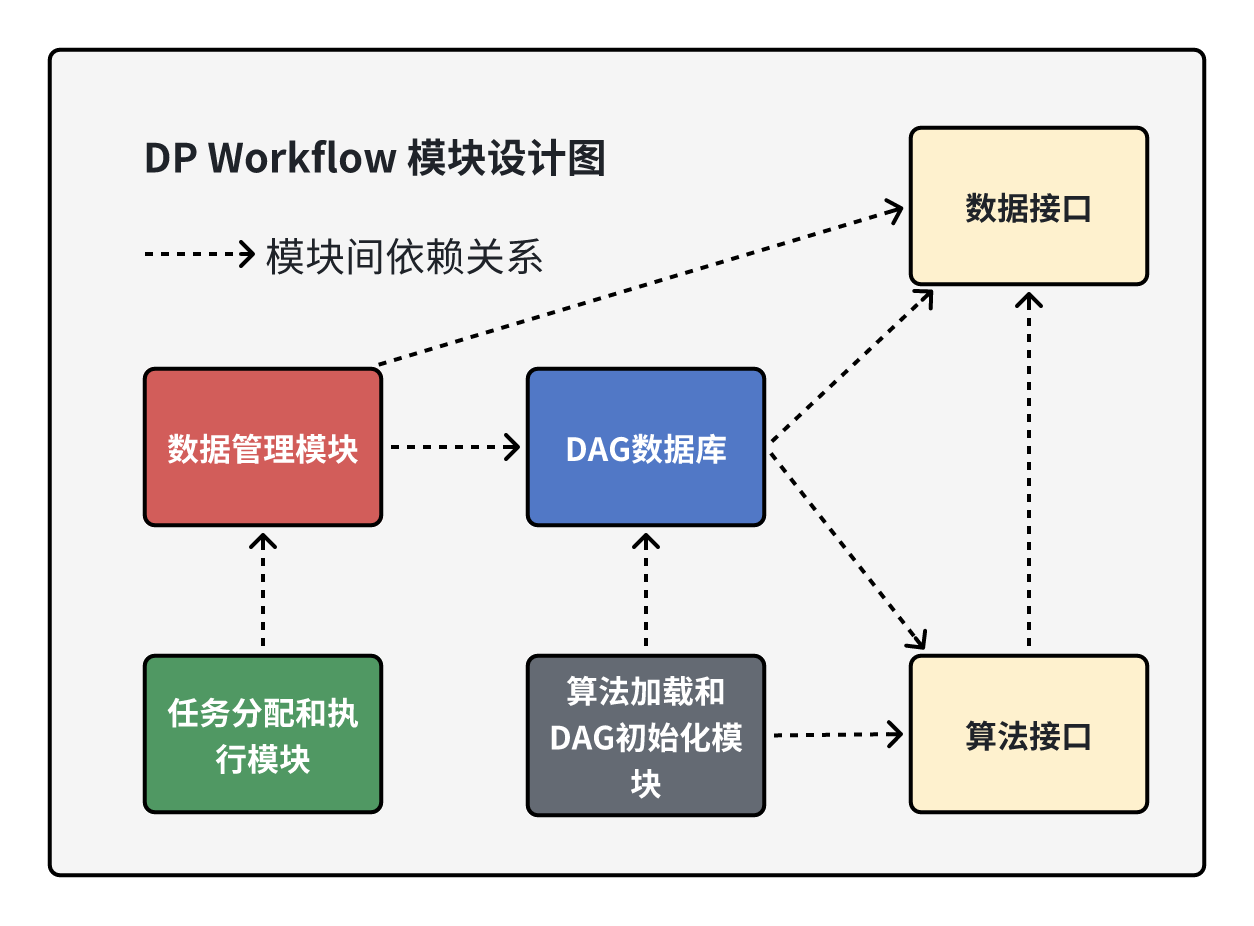 DP Workflow 模块设计图
模块间依赖关系
数据接口
数据管理模块
DAG数据库
任务分配和执
行模块
算法加载和
DAG初始化模
块
算法接口